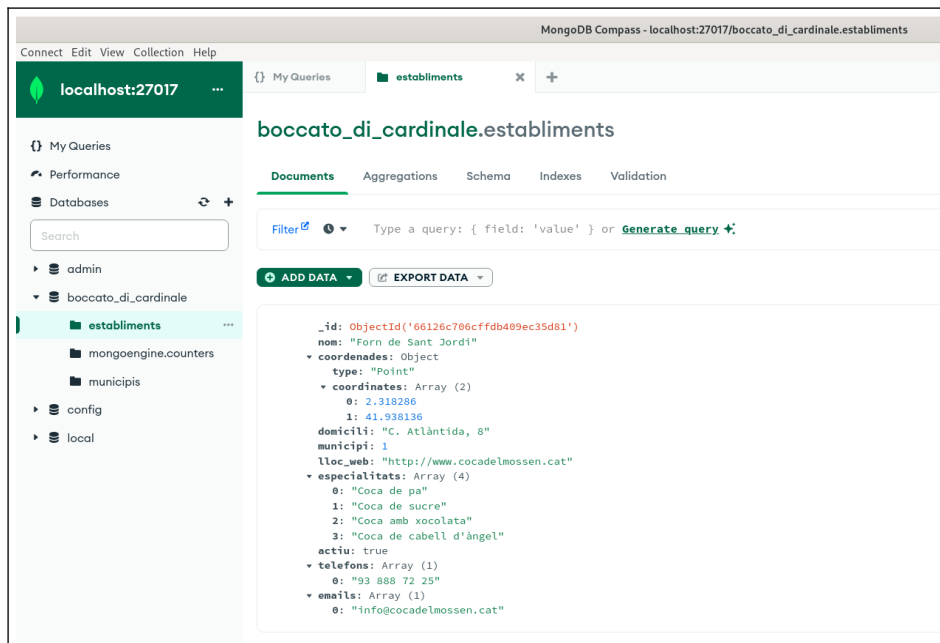 MongoDB Compass - localhost:27017/boccato_di_cardinale.establiments
Connect Edit View Collection Help
localhost:27017 ...
{} My Queries
Performance
Databases
Search
admin
boccato_di_cardinale
establiments ...
mongoengine.counters
municipis
config
local
{} My Queries
establiments
boccato_di_cardinale.establiments
Documents Aggregations Schema Indexes Validation
Filter Type a query: { field: 'value' } or Generate query
ADD DATA EXPORT DATA
_id: ObjectId('66126c706cffdb409ec35d81')
nom: "Forn de Sant Jordi"
coordenades: Object
type: "Point"
coordinates: Array (2)
0: 2.318286
1: 41.938136
domicili: "C. Atlàntida, 8"
municipi: 1
lloc_web: "http://www.cocadelmossen.cat"
especialitats: Array (4)
0: "Coca de pa"
1: "Coca de sucre"
2: "Coca amb xocolata"
3: "Coca de cabell d'àngel"
actiu: true
telefons: Array (1)
0: "93 888 72 25"
emails: Array (1)
0: "info@cocadelmossen.cat"